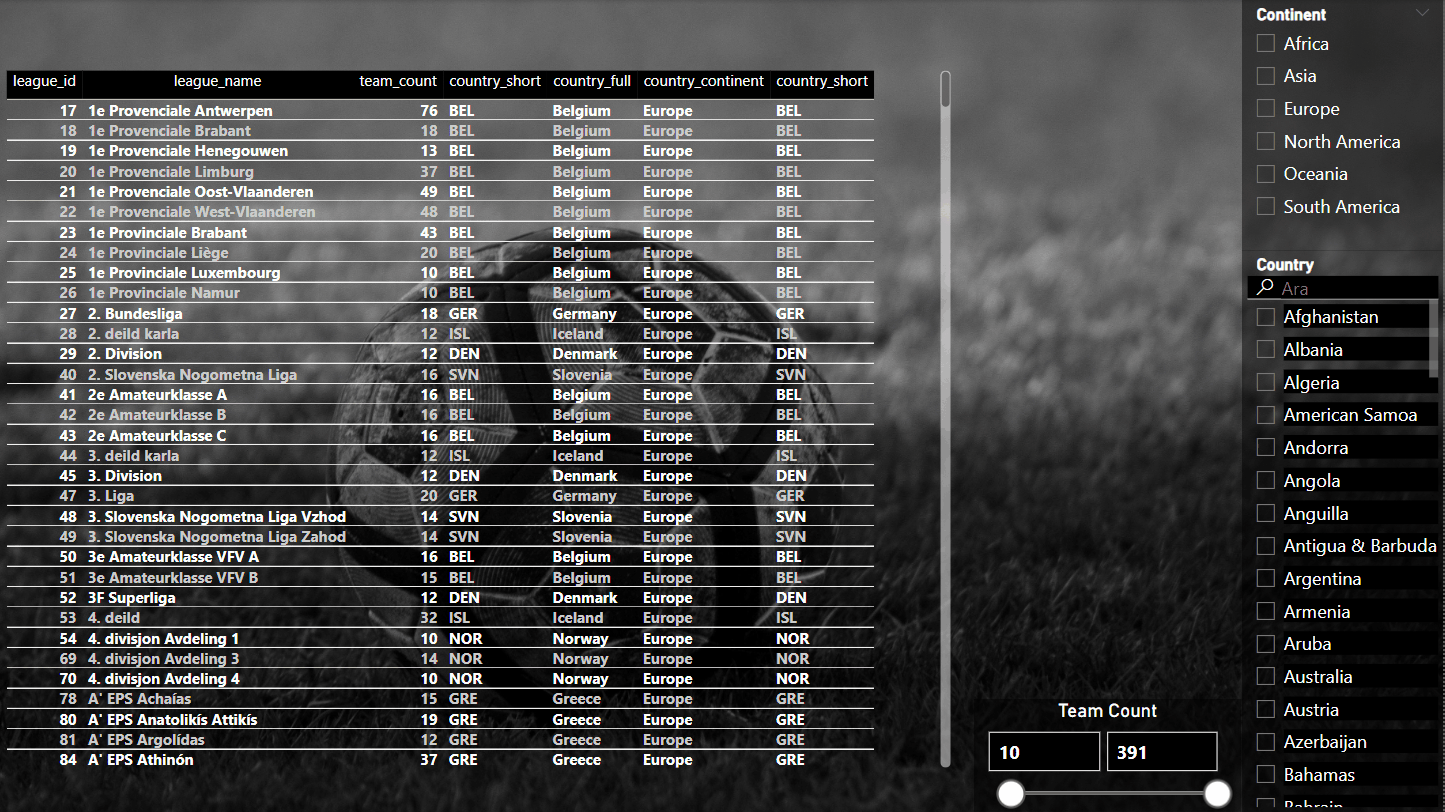 league_id league_name team_count country_short country_full country_continent country_short
17 1e Provenciale Antwerpen 76 BEL Belgium Europe BEL
18 1e Provenciale Brabant 18 BEL Belgium Europe BEL
19 1e Provenciale Henegouwen 13 BEL Belgium Europe BEL
20 1e Provenciale Limburg 37 BEL Belgium Europe BEL
21 1e Provenciale Oost-Vlaanderen 49 BEL Belgium Europe BEL
22 1e Provenciale West-Vlaanderen 48 BEL Belgium Europe BEL
23 1e Provinciale Brabant 43 BEL Belgium Europe BEL
24 1e Provinciale Liège 20 BEL Belgium Europe BEL
25 1e Provinciale Luxembourg 10 BEL Belgium Europe BEL
26 1e Provinciale Namur 10 BEL Belgium Europe BEL
27 2. Bundesliga 18 GER Germany Europe GER
28 2. deild karla 12 ISL Iceland Europe ISL
29 2. Division 12 DEN Denmark Europe DEN
40 2. Slovenska Nogometna Liga 16 SVN Slovenia Europe SVN
41 2e Amateurklasse A 16 BEL Belgium Europe BEL
42 2e Amateurklasse B 16 BEL Belgium Europe BEL
43 2e Amateurklasse C 16 BEL Belgium Europe BEL
44 3. deild karla 12 ISL Iceland Europe ISL
45 3. Division 12 DEN Denmark Europe DEN
47 3. Liga 20 GER Germany Europe GER
48 3. Slovenska Nogometna Liga Vzhod 14 SVN Slovenia Europe SVN
49 3. Slovenska Nogometna Liga Zahod 14 SVN Slovenia Europe SVN
50 3e Amateurklasse VFV A 16 BEL Belgium Europe BEL
51 3e Amateurklasse VFV B 15 BEL Belgium Europe BEL
52 3F Superliga 12 DEN Denmark Europe DEN
53 4. deild 32 ISL Iceland Europe ISL
54 4. divisjon Avdeling 1 10 NOR Norway Europe NOR
69 4. divisjon Avdeling 3 14 NOR Norway Europe NOR
70 4. divisjon Avdeling 4 10 NOR Norway Europe NOR
78 A' EPS Achaías 15 GRE Greece Europe GRE
80 A' EPS Anatolikís Attikís 19 GRE Greece Europe GRE
81 A' EPS Argolídas 12 GRE Greece Europe GRE
84 A' EPS Athinón 37 GRE Greece Europe GRE
Team Count
10 391
Continent
Africa
Asia
Europe
North America
Oceania
South America
Country
Ara
Afghanistan
Albania
Algeria
American Samoa
Andorra
Angola
Anguilla
Antigua & Barbuda
Argentina
Armenia
Aruba
Australia
Austria
Azerbaijan
Bahamas
Bahrain